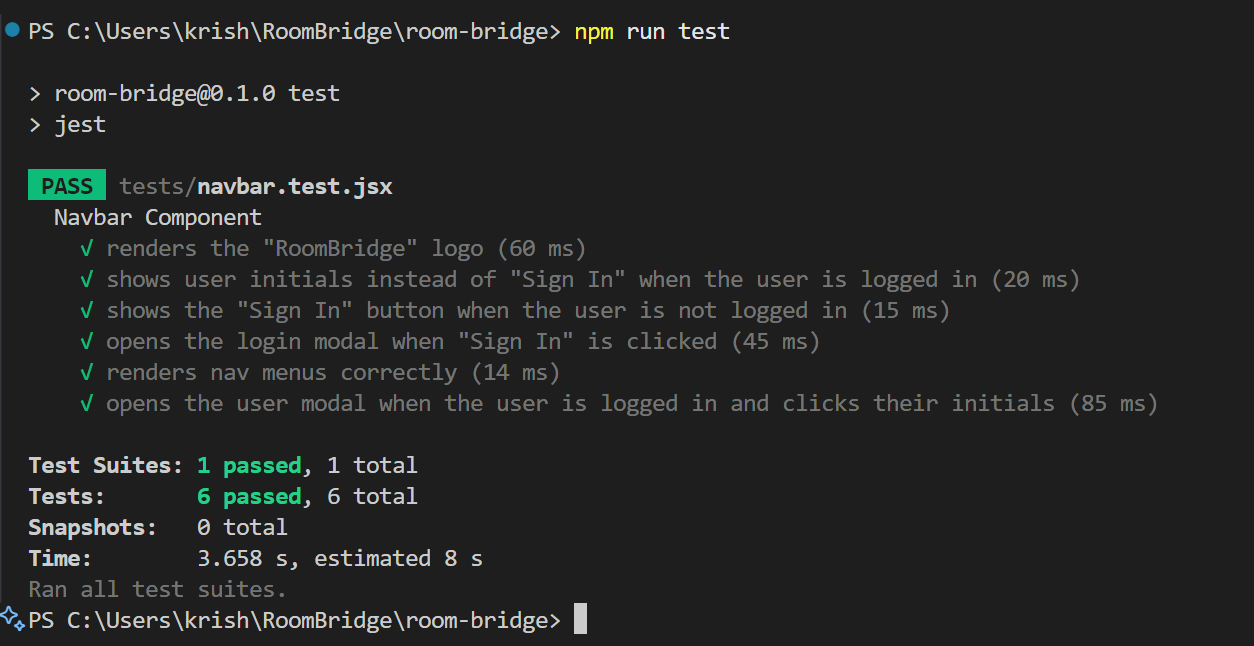 PS C:\Users\krish\RoomBridge\room-bridge> npm run test
> room-bridge@0.1.0 test
> jest
PASS tests/navbar.test.jsx
Navbar Component
√ renders the "RoomBridge" logo (60 ms)
√ shows user initials instead of "Sign In" when the user is logged in (20 ms)
√ shows the "Sign In" button when the user is not logged in (15 ms)
√ opens the login modal when "Sign In" is clicked (45 ms)
√ renders nav menus correctly (14 ms)
√ opens the user modal when the user is logged in and clicks their initials (85 ms)
Test Suites: 1 passed, 1 total
Tests: 6 passed, 6 total
Snapshots: 0 total
Time: 3.658 s, estimated 8 s
Ran all test suites.
PS C:\Users\krish\RoomBridge\room-bridge>